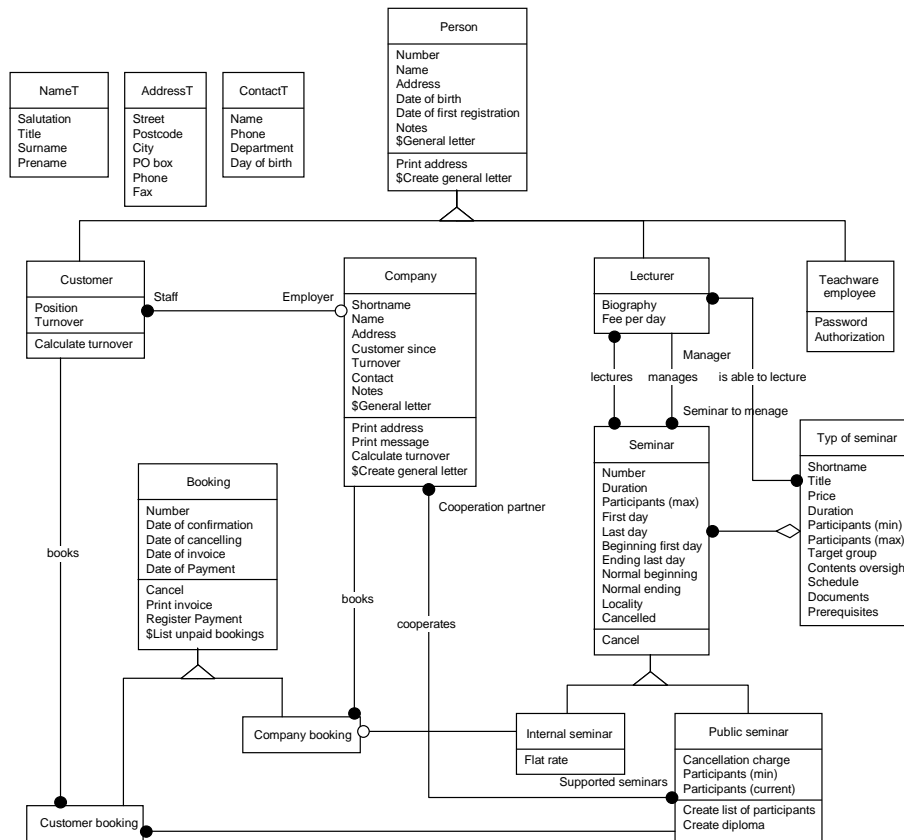 Person
Number
Name
Address
Date of birth
Date of first registration
Notes
$General letter
Print address
$Create general letter
NameT
Salutation
Title
Surname
Prename
AddressT
Street
Postcode
City
PO box
Phone
Fax
ContactT
Name
Phone
Department
Day of birth
Customer
Position
Turnover
Calculate turnover
Staff
Employer
Company
Shortname
Name
Address
Customer since
Turnover
Contact
Notes
$General letter
Print address
Print message
Calculate turnover
$Create general letter
Lecturer
Biography
Fee per day
Teachware
employee
Password
Authorization
lectures
manages
Manager
is able to lecture
Seminar to menage
Seminar
Number
Duration
Participants (max)
First day
Last day
Beginning first day
Ending last day
Normal beginning
Normal ending
Locality
Cancelled
Cancel
Typ of seminar
Shortname
Title
Price
Duration
Participants (min)
Participants (max)
Target group
Contents oversigh
Schedule
Documents
Prerequisites
Booking
Number
Date of confirmation
Date of cancelling
Date of invoice
Date of Payment
Cancel
Print invoice
Register Payment
$List unpaid bookings
books
books
Cooperation partner
cooperates
Company booking
Internal seminar
Flat rate
Supported seminars
Public seminar
Cancellation charge
Participants (min)
Participants (current)
Create list of participants
Create diploma
Customer booking